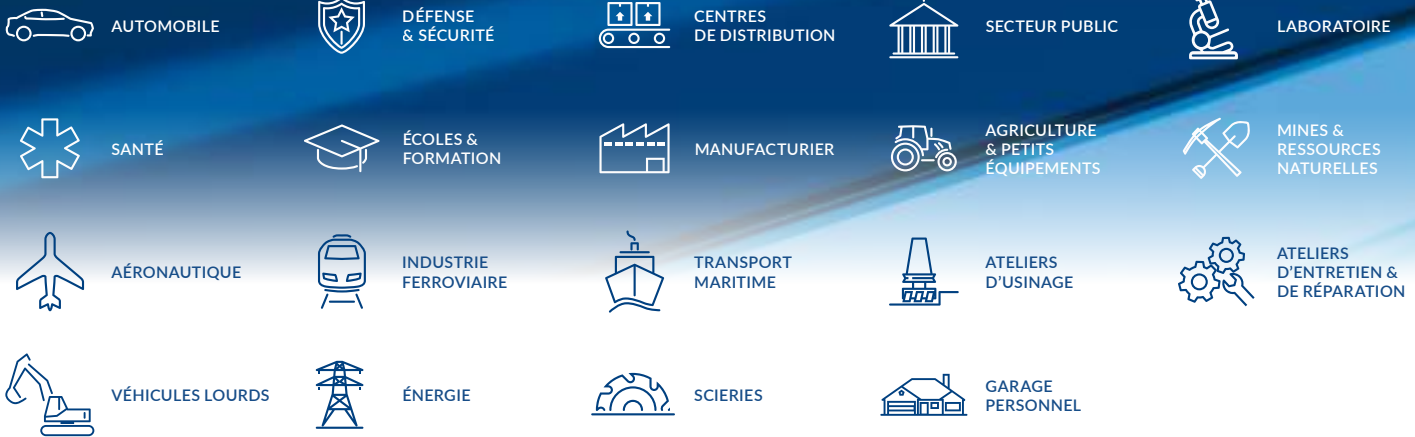 AUTOMOBILE
DÉFENSE
& SÉCURITÉ
CENTRES
DE DISTRIBUTION
SECTEUR PUBLIC
LABORATOIRE
SANTÉ
ÉCOLES &
FORMATION
MANUFACTURIER
AGRICULTURE
& PETITS
ÉQUIPEMENTS
MINES &
RESSOURCES
NATURELLES
AÉRONAUTIQUE
INDUSTRIE
FERROVIAIRE
TRANSPORT
MARITIME
ATELIERS
D'USINAGE
ATELIERS
D'ENTRETIEN &
DE RÉPARATION
VÉHICULES LOURDS
ÉNERGIE
SCIERIES
GARAGE
PERSONNEL